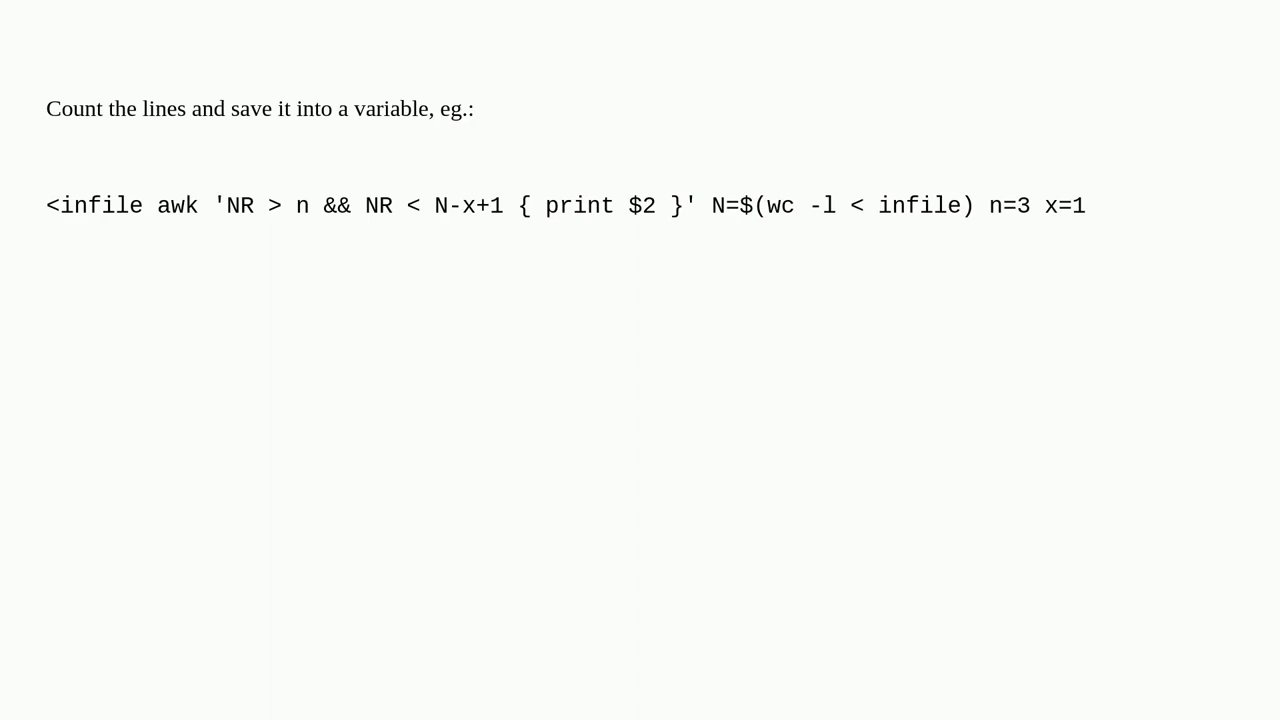 Count the lines and save it into a variable, eg.:
<infile awk 'NR > n && NR < N-x+1 { print $2 }' N=$(wc -l < infile) n=3 x=1